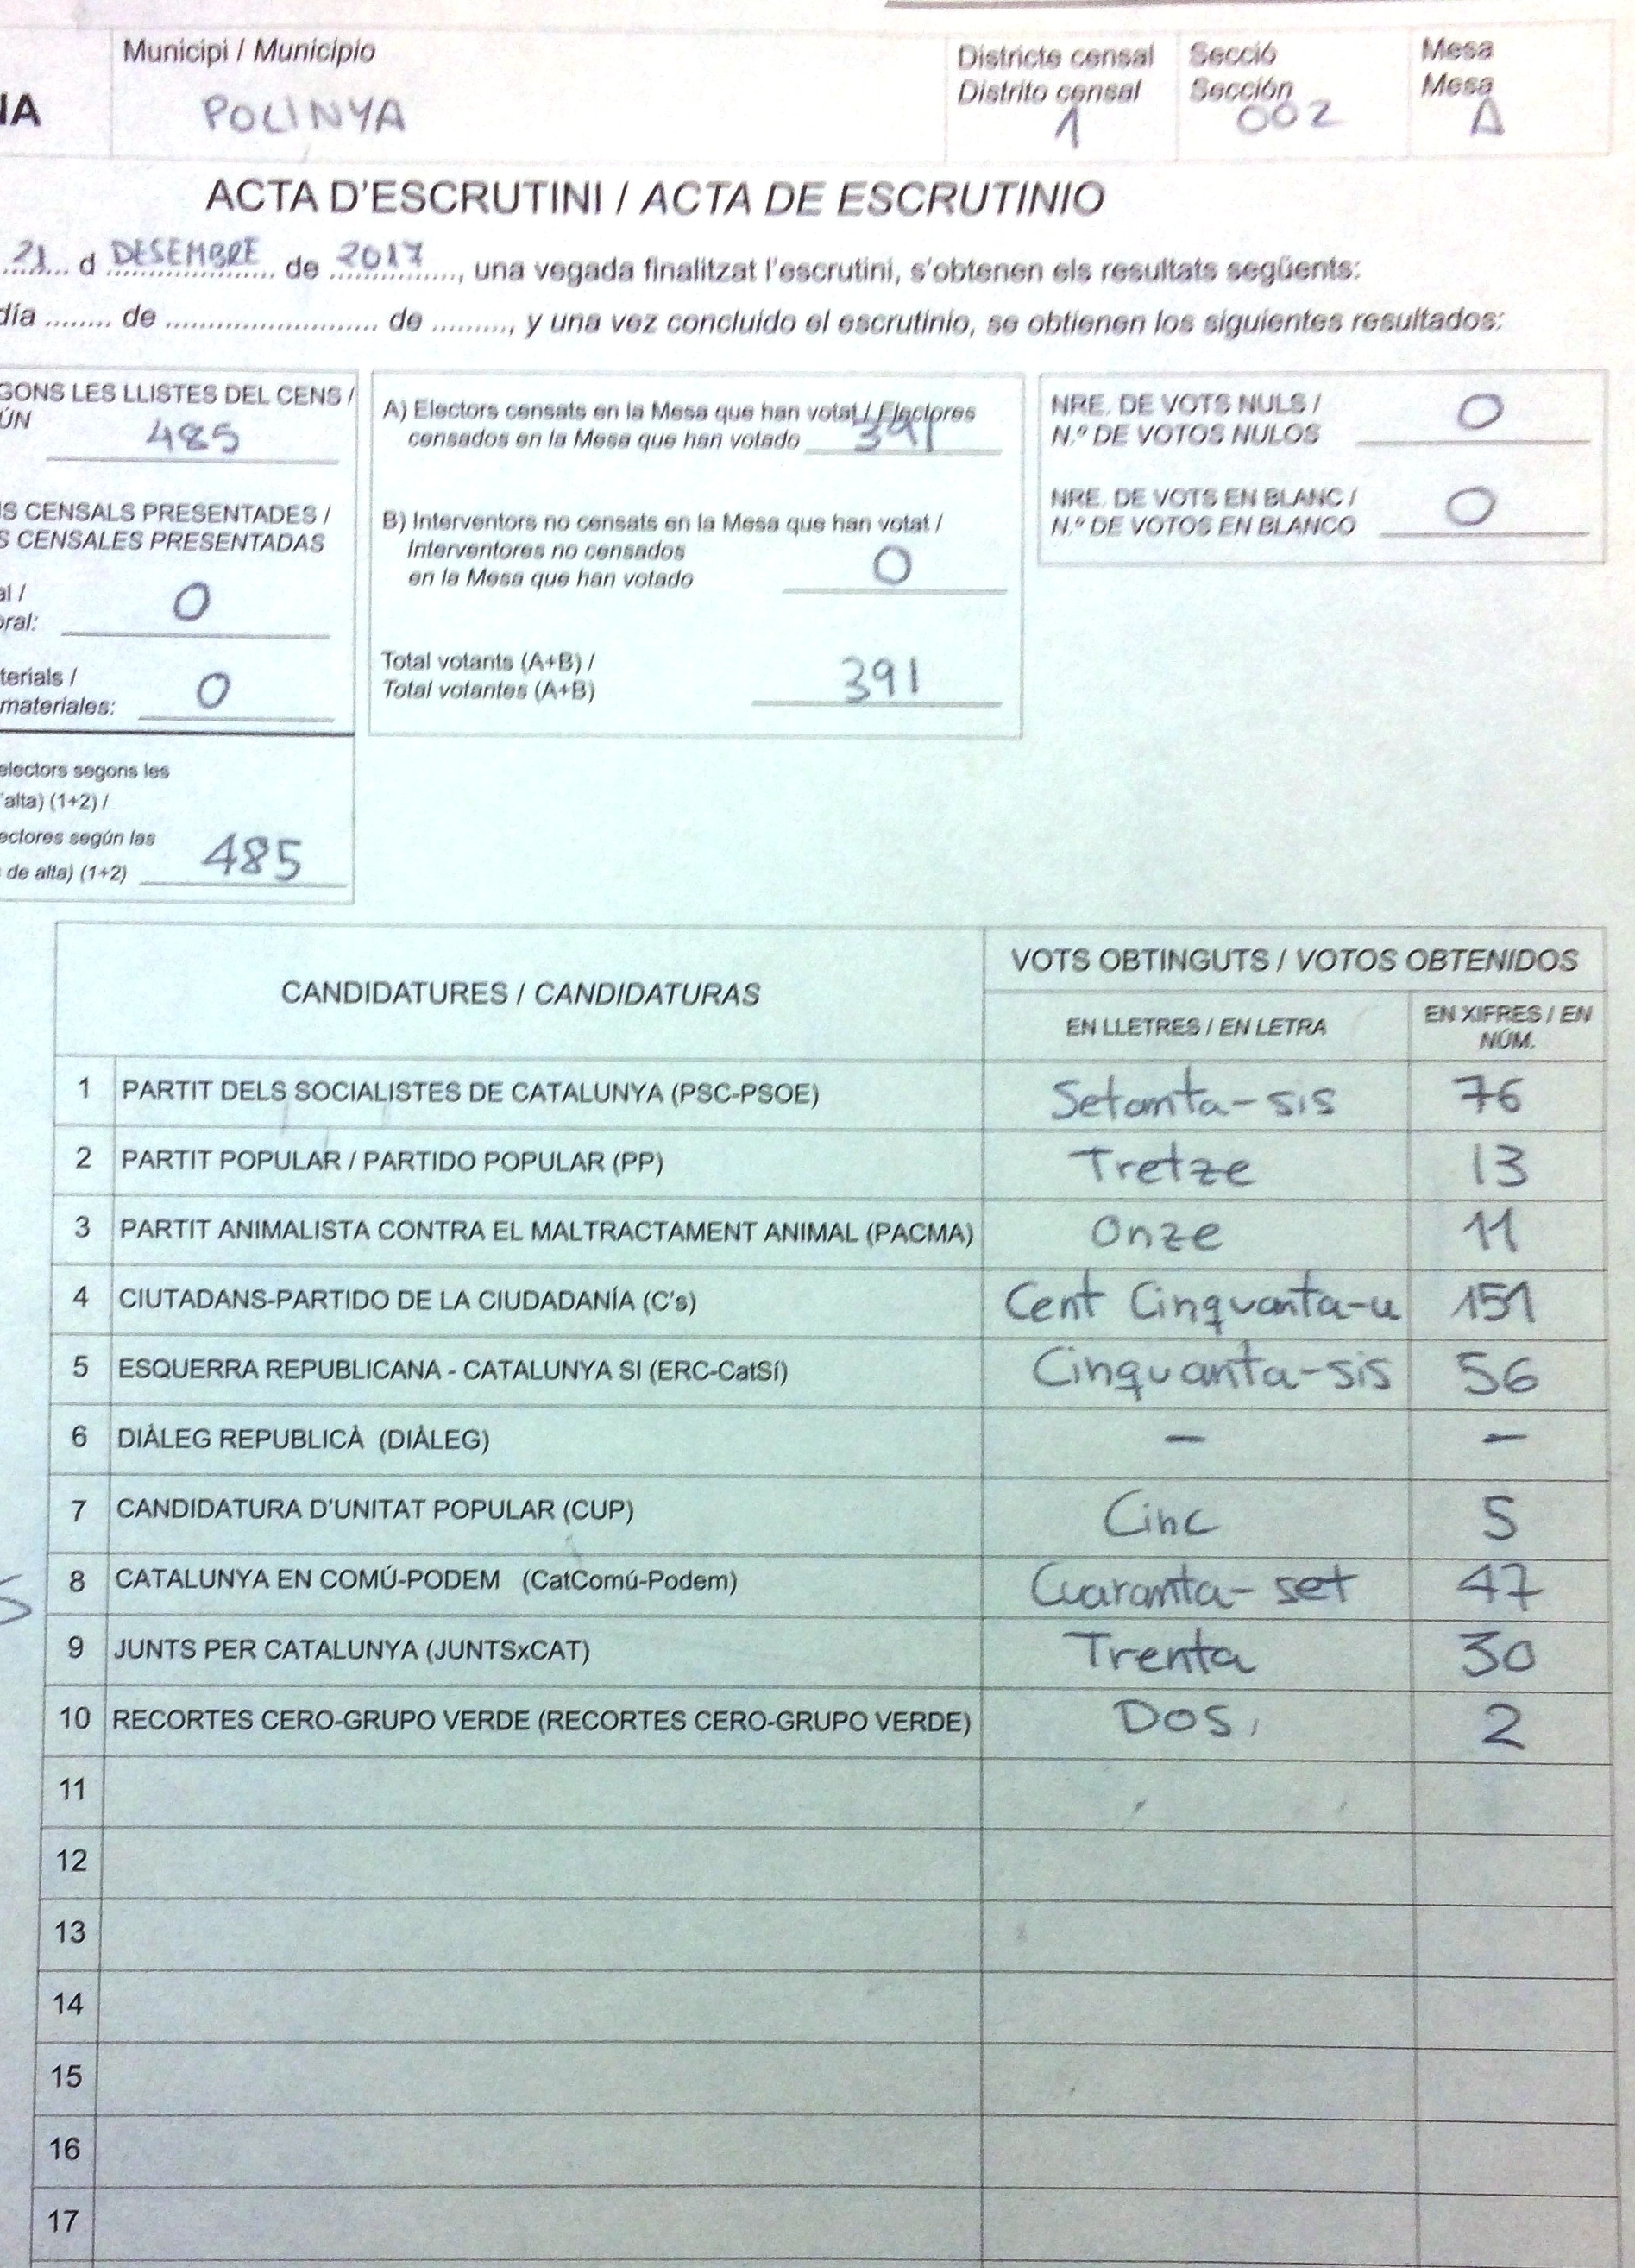 Municipi / Municipio
Districte censal
Secció
Mesa
Distrito censal
Sección
Mesa
NA
POLINYA
1
002
A
ACTA D'ESCRUTINI / ACTA DE ESCRUTINIO
21 d DESEMBRE de 2017, una vegada finalitzat l'escrutini, s'obtenen els resultats següents:
día ........ de ........................ de ........., y una vez concluido el escrutinio, se obtienen los siguientes resultados:
GONS LES LLISTES DEL CENS /
ÚN
485
S CENSALS PRESENTADES /
S CENSALES PRESENTADAS
al /
oral:
0
terials /
materiales:
0
electors segons les
'alta) (1+2) /
ectores según las
de alta) (1+2)
485
A) Electors censats en la Mesa que han votat / Electores
censados en la Mesa que han votado 391
B) Interventors no censats en la Mesa que han votat /
Interventores no censados
en la Mesa que han votado 0
Total votants (A+B) /
Total votantes (A+B) 391
NRE. DE VOTS NULS /
N.º DE VOTOS NULOS 0
NRE. DE VOTS EN BLANC /
N.º DE VOTOS EN BLANCO 0
CANDIDATURES / CANDIDATURAS
VOTS OBTINGUTS / VOTOS OBTENIDOS
EN LLETRES / EN LETRA
EN XIFRES / EN
NÚM.
1 PARTIT DELS SOCIALISTES DE CATALUNYA (PSC-PSOE) Setamta-sis 76
2 PARTIT POPULAR / PARTIDO POPULAR (PP) Tretze 13
3 PARTIT ANIMALISTA CONTRA EL MALTRACTAMENT ANIMAL (PACMA) Onze 11
4 CIUTADANS-PARTIDO DE LA CIUDADANÍA (C's) Cent Cinquanta-u 151
5 ESQUERRA REPUBLICANA - CATALUNYA SI (ERC-CatSí) Cinquanta-sis 56
6 DIÀLEG REPUBLICÀ (DIÀLEG) – –
7 CANDIDATURA D'UNITAT POPULAR (CUP) Cinc 5
8 CATALUNYA EN COMÚ-PODEM (CatComú-Podem) Cuaranta-set 47
9 JUNTS PER CATALUNYA (JUNTSxCAT) Trenta 30
10 RECORTES CERO-GRUPO VERDE (RECORTES CERO-GRUPO VERDE) Dos 2
11
12
13
14
15
16
17